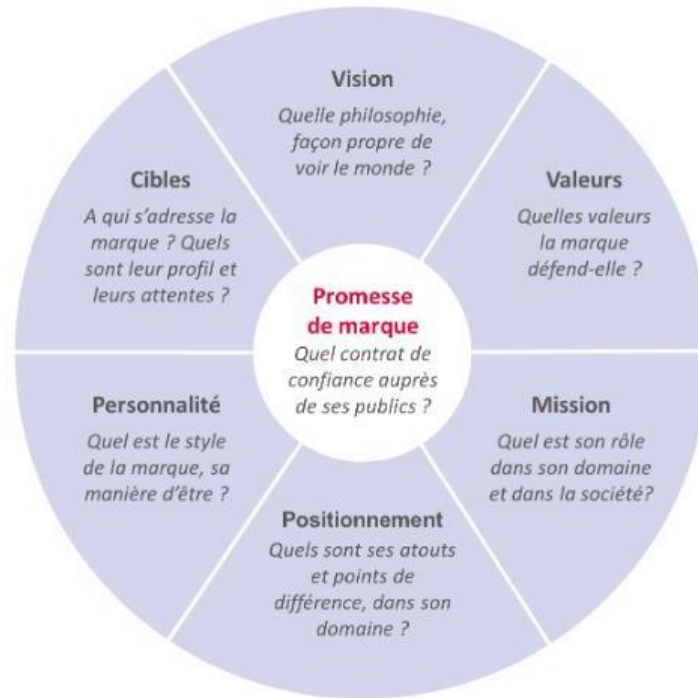 Vision
Quelle philosophie,
façon propre de
voir le monde ?
Valeurs
Quelles valeurs
la marque
défend-elle ?
Mission
Quel est son rôle
dans son domaine
et dans la société?
Positionnement
Quels sont ses atouts
et points de
différence, dans son
domaine ?
Personnalité
Quel est le style
de la marque, sa
manière d'être ?
Cibles
A qui s'adresse la
marque ? Quels
sont leur profil et
leurs attentes ?
Promesse
de marque
Quel contrat de
confiance auprès
de ses publics ?